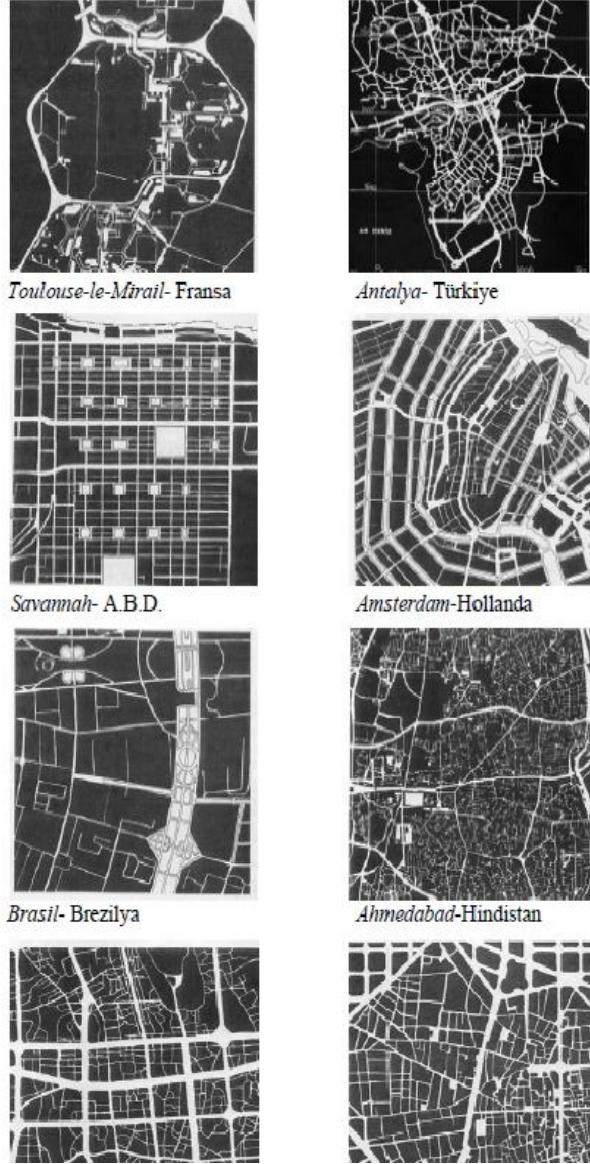 Toulouse-le-Mirail- Fransa
Antalya- Türkiye
Savannah- A.B.D.
Amsterdam-Hollanda
Brasil- Brezilya
Ahmedabad-Hindistan